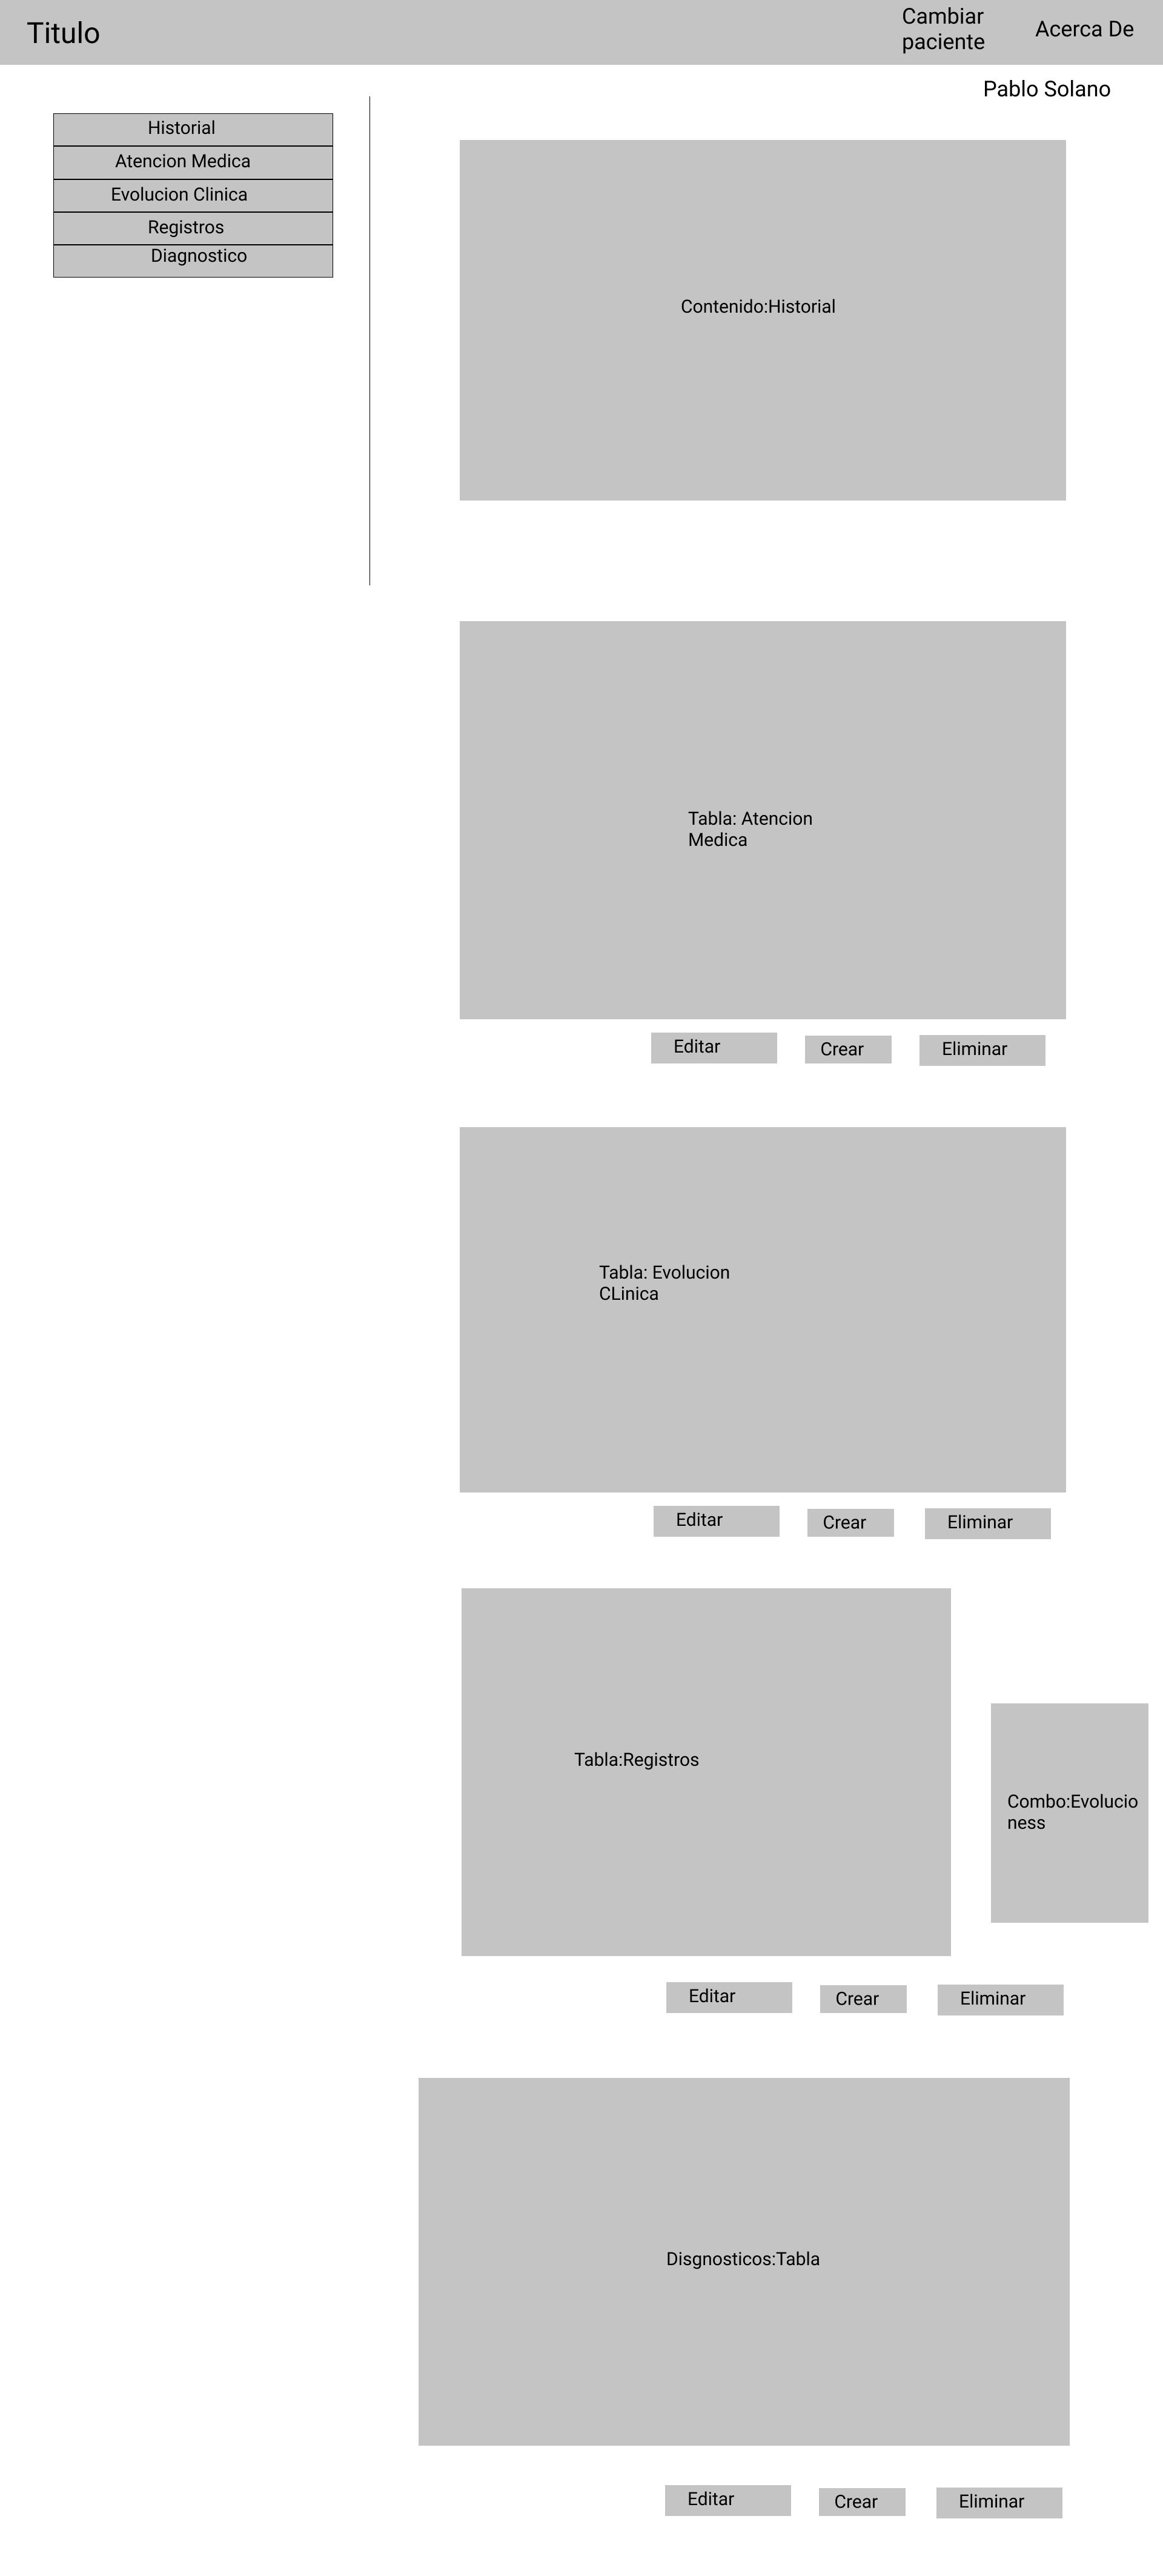 Titulo
Cambiar
paciente
Acerca De
Pablo Solano
Historial
Atencion Medica
Evolucion Clinica
Registros
Diagnostico
Contenido:Historial
Tabla: Atencion
Medica
Editar
Crear
Eliminar
Tabla: Evolucion
CLinica
Editar
Crear
Eliminar
Tabla:Registros
Combo:Evolucio
ness
Editar
Crear
Eliminar
Disgnosticos:Tabla
Editar
Crear
Eliminar